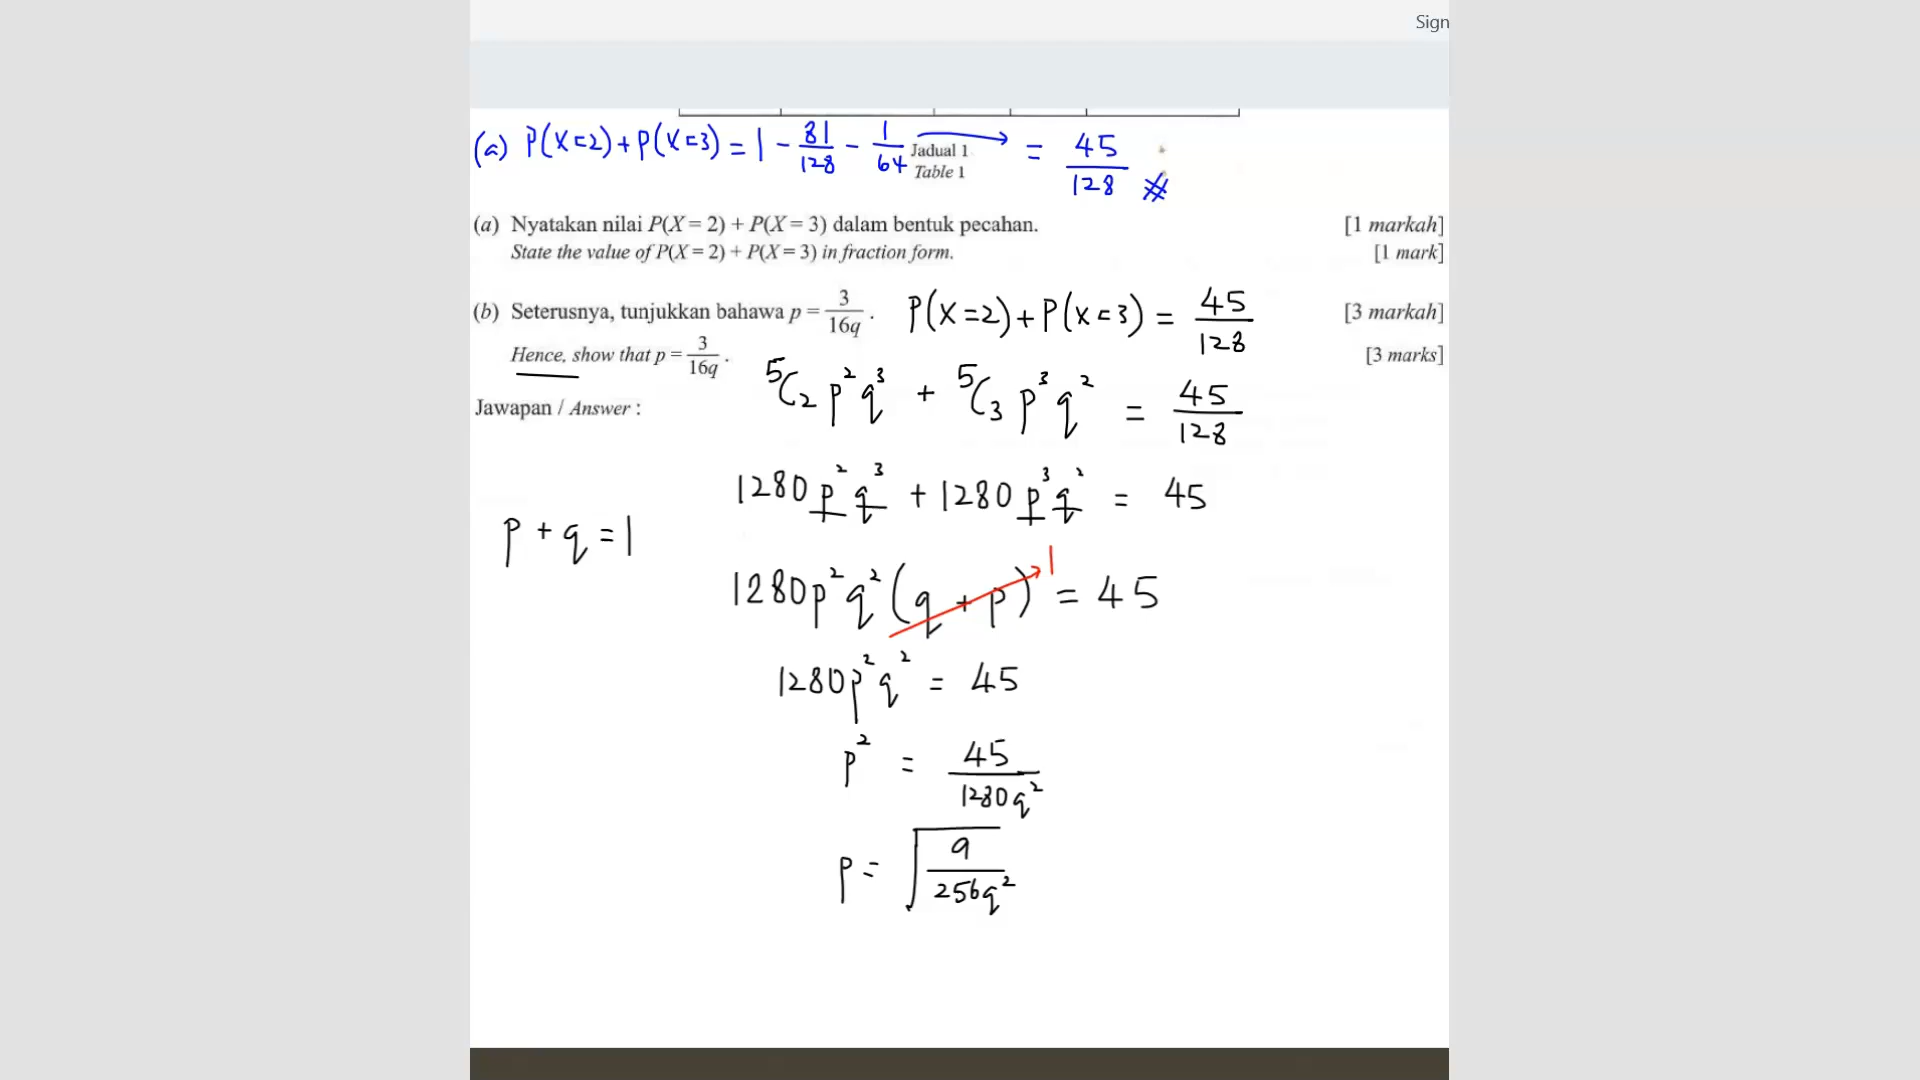 Sign
(a) P(X=2)+P(X=3) = 1 - 81/128 - 1/64 → = 45/128 #
Jadual 1
Table 1
(a) Nyatakan nilai P(X = 2) + P(X = 3) dalam bentuk pecahan. [1 markah]
State the value of P(X = 2) + P(X = 3) in fraction form. [1 mark]
(b) Seterusnya, tunjukkan bahawa p = 3/16q . [3 markah]
Hence, show that p = 3/16q . [3 marks]
Jawapan / Answer :
P(X=2)+P(X=3) = 45/128
⁵C₂ p² q³ + ⁵C₃ p³ q² = 45/128
1280 p² q³ + 1280 p³ q² = 45
p + q = 1
1280p² q² (q + p) 1 = 45
1280p² q² = 45
p² = 45/1280q²
p = √(9/256q²)